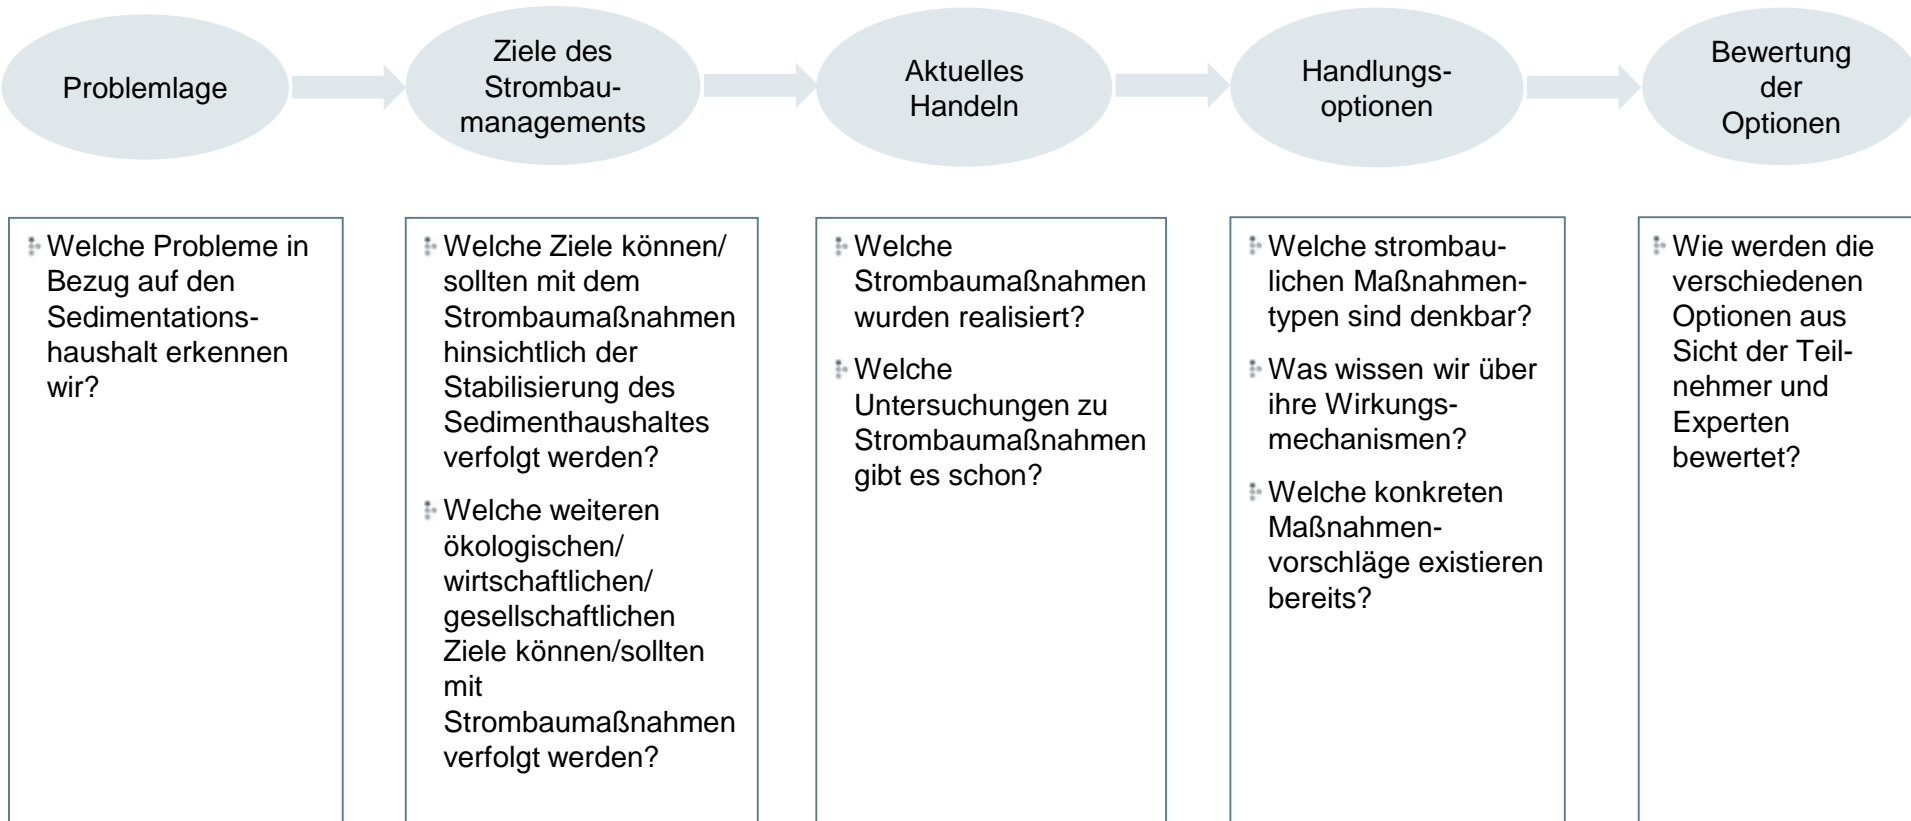 Problemlage
Ziele des
Strombau-
managements
Aktuelles
Handeln
Handlungs-
optionen
Bewertung
der
Optionen
Welche Probleme in
Bezug auf den
Sedimentations-
haushalt erkennen
wir?
Welche Ziele können/
sollten mit dem
Strombaumaßnahmen
hinsichtlich der
Stabilisierung des
Sedimenthaushaltes
verfolgt werden?
Welche weiteren
ökologischen/
wirtschaftlichen/
gesellschaftlichen
Ziele können/sollten
mit
Strombaumaßnahmen
verfolgt werden?
Welche
Strombaumaßnahmen
wurden realisiert?
Welche
Untersuchungen zu
Strombaumaßnahmen
gibt es schon?
Welche strombau-
lichen Maßnahmen-
typen sind denkbar?
Was wissen wir über
ihre Wirkungs-
mechanismen?
Welche konkreten
Maßnahmen-
vorschläge existieren
bereits?
Wie werden die
verschiedenen
Optionen aus
Sicht der Teil-
nehmer und
Experten
bewertet?